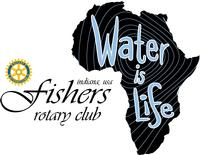 Water
is
Life
indiana, usa
Fishers
rotary club